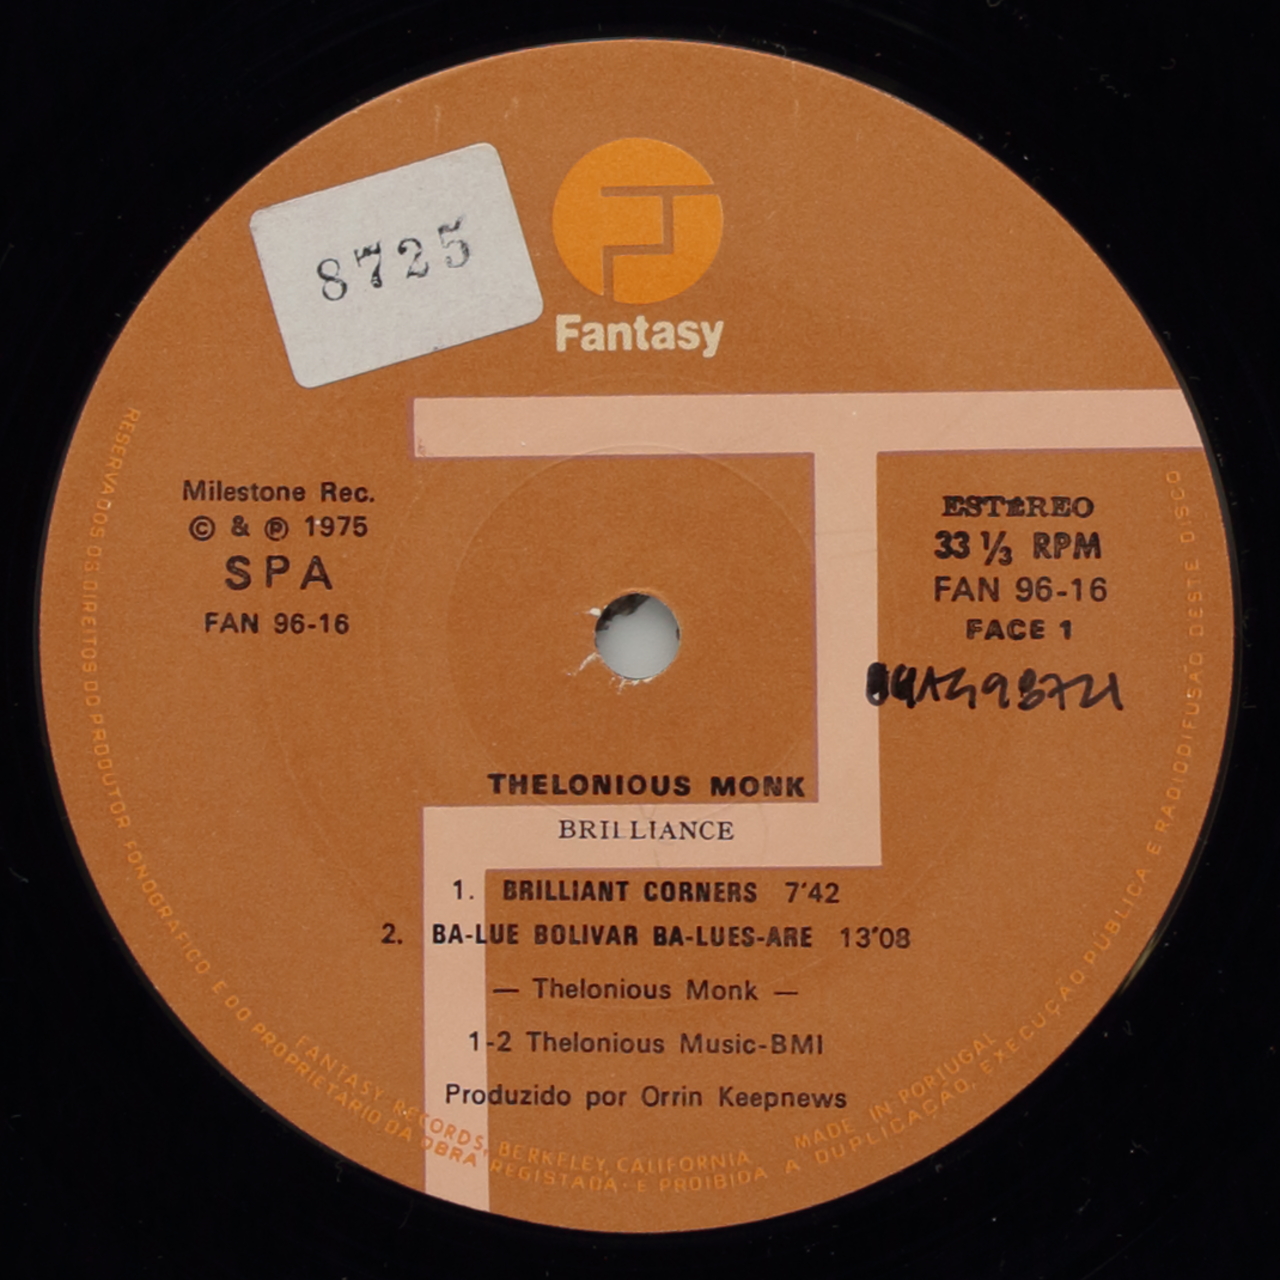 8725
Fantasy
Milestone Rec.
© & ℗ 1975
SPA
FAN 96-16
ESTÉREO
33 ⅓ RPM
FAN 96-16
FACE 1
THELONIOUS MONK
BRILLIANCE
1. BRILLIANT CORNERS 7'42
2. BA-LUE BOLIVAR BA-LUES-ARE 13'08
— Thelonious Monk —
1-2 Thelonious Music-BMI
Produzido por Orrin Keepnews
FANTASY RECORDS, BERKELEY, CALIFORNIA MADE IN PORTUGAL
RESERVADOS OS DIREITOS DO PRODUTOR FONOGRAFICO E DO PROPRIETARIO DA OBRA REGISTADA · E PROIBIDA A DUPLICAÇÃO, EXECUÇÃO PÚBLICA E RADIODIFUSÃO DESTE DISCO